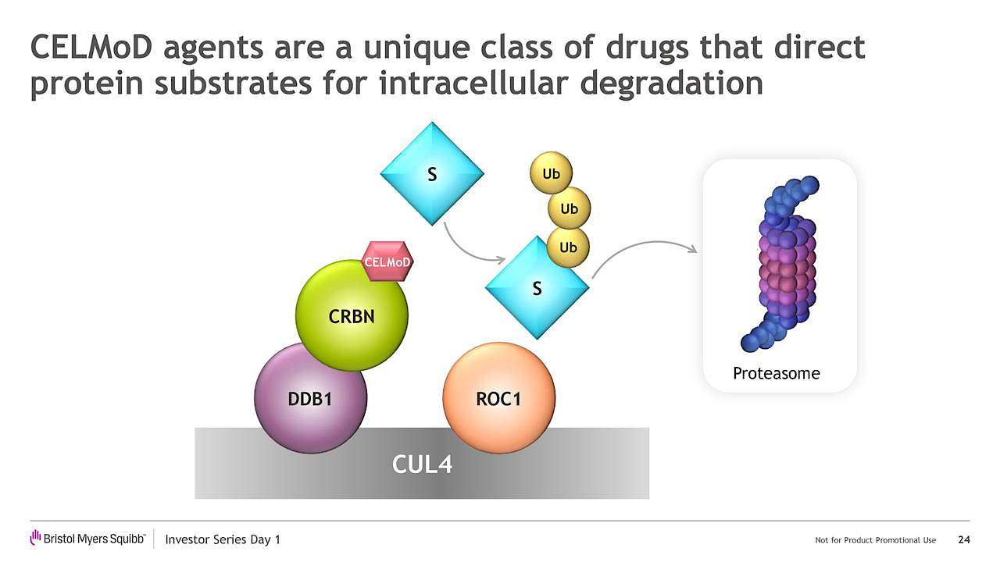 CELMoD agents are a unique class of drugs that direct
protein substrates for intracellular degradation
S
Ub
Ub
Ub
CELMoD
S
CRBN
DDB1
ROC1
Proteasome
CUL4
Bristol Myers Squibb™
Investor Series Day 1
Not for Product Promotional Use
24